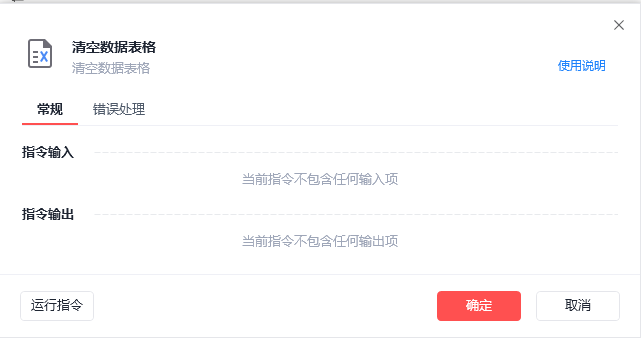 清空数据表格
清空数据表格
使用说明
常规 错误处理
指令输入
当前指令不包含任何输入项
指令输出
当前指令不包含任何输出项
运行指令 确定 取消